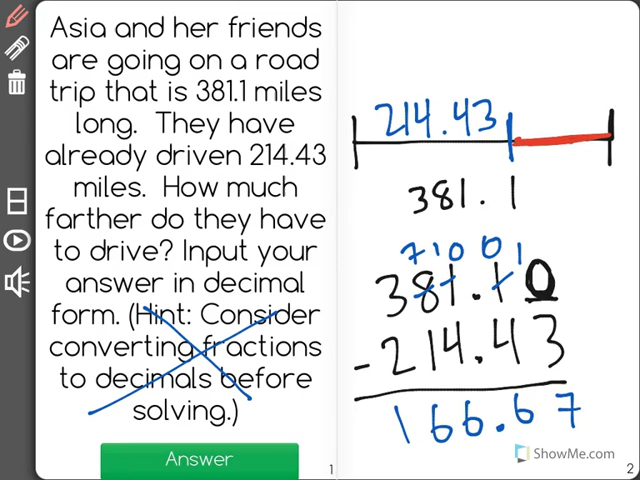 Asia and her friends
are going on a road
trip that is 381.1 miles
long. They have
already driven 214.43
miles. How much
farther do they have
to drive? Input your
answer in decimal
form. (Hint: Consider
converting fractions
to decimals before
solving.)
Answer
1
214.43
381.1
7 10 0 1
381.10
- 214.43
166.67
ShowMe.com
2